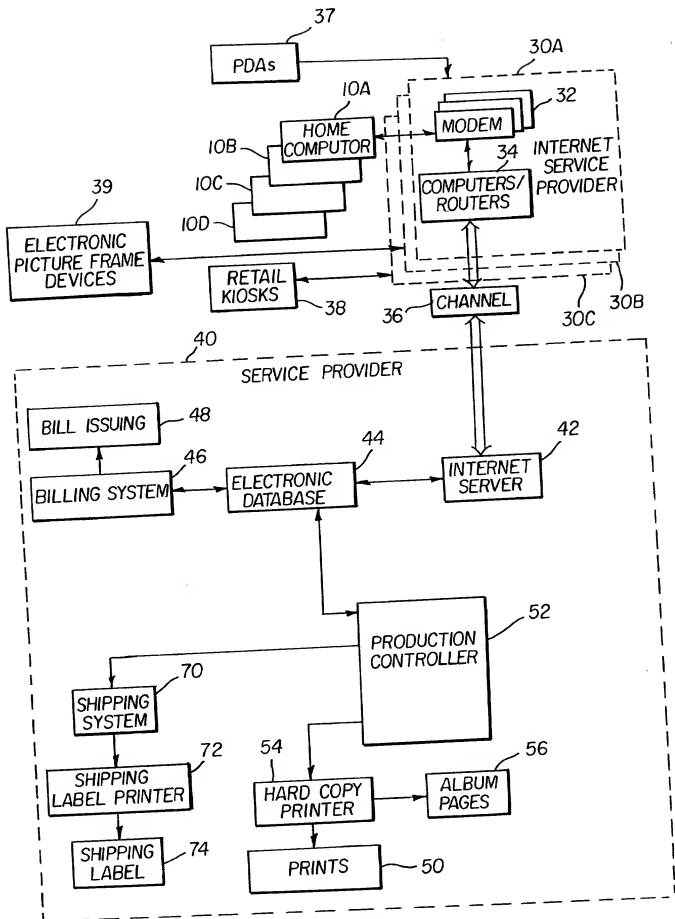 37
PDAs
30A
10A
HOME
COMPUTOR
32
MODEM
INTERNET
SERVICE
PROVIDER
34
COMPUTERS/
ROUTERS
10B
10C
10D
39
ELECTRONIC
PICTURE FRAME
DEVICES
RETAIL
KIOSKS
38
36
CHANNEL
30B
30C
40
SERVICE PROVIDER
BILL ISSUING
48
46
BILLING SYSTEM
44
ELECTRONIC
DATABASE
42
INTERNET
SERVER
52
PRODUCTION
CONTROLLER
70
SHIPPING
SYSTEM
72
SHIPPING
LABEL PRINTER
54
HARD COPY
PRINTER
56
ALBUM
PAGES
SHIPPING
LABEL
74
PRINTS
50